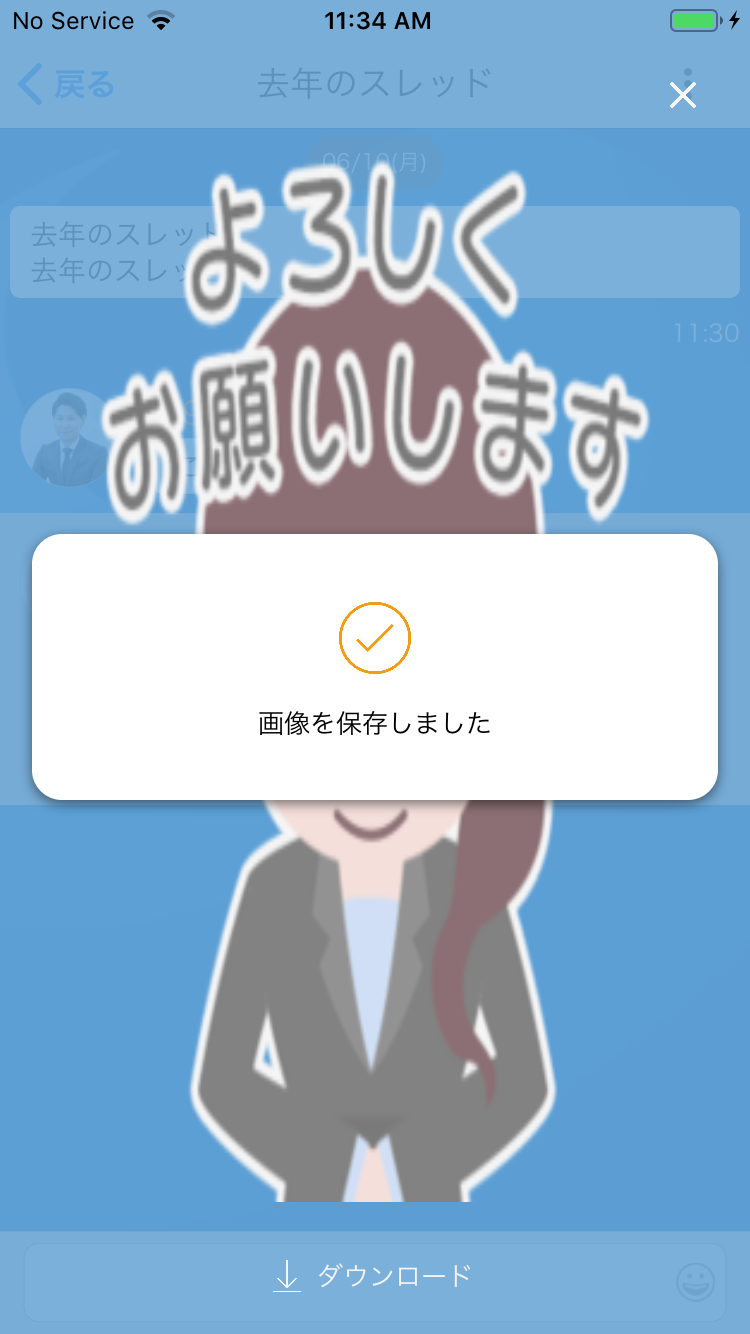 No Service 11:34 AM
戻る 去年のスレッド
06/10(月)
よろしく
去年のスレッド
去年のスレッ
11:30
お願いします
画像を保存しました
ダウンロード